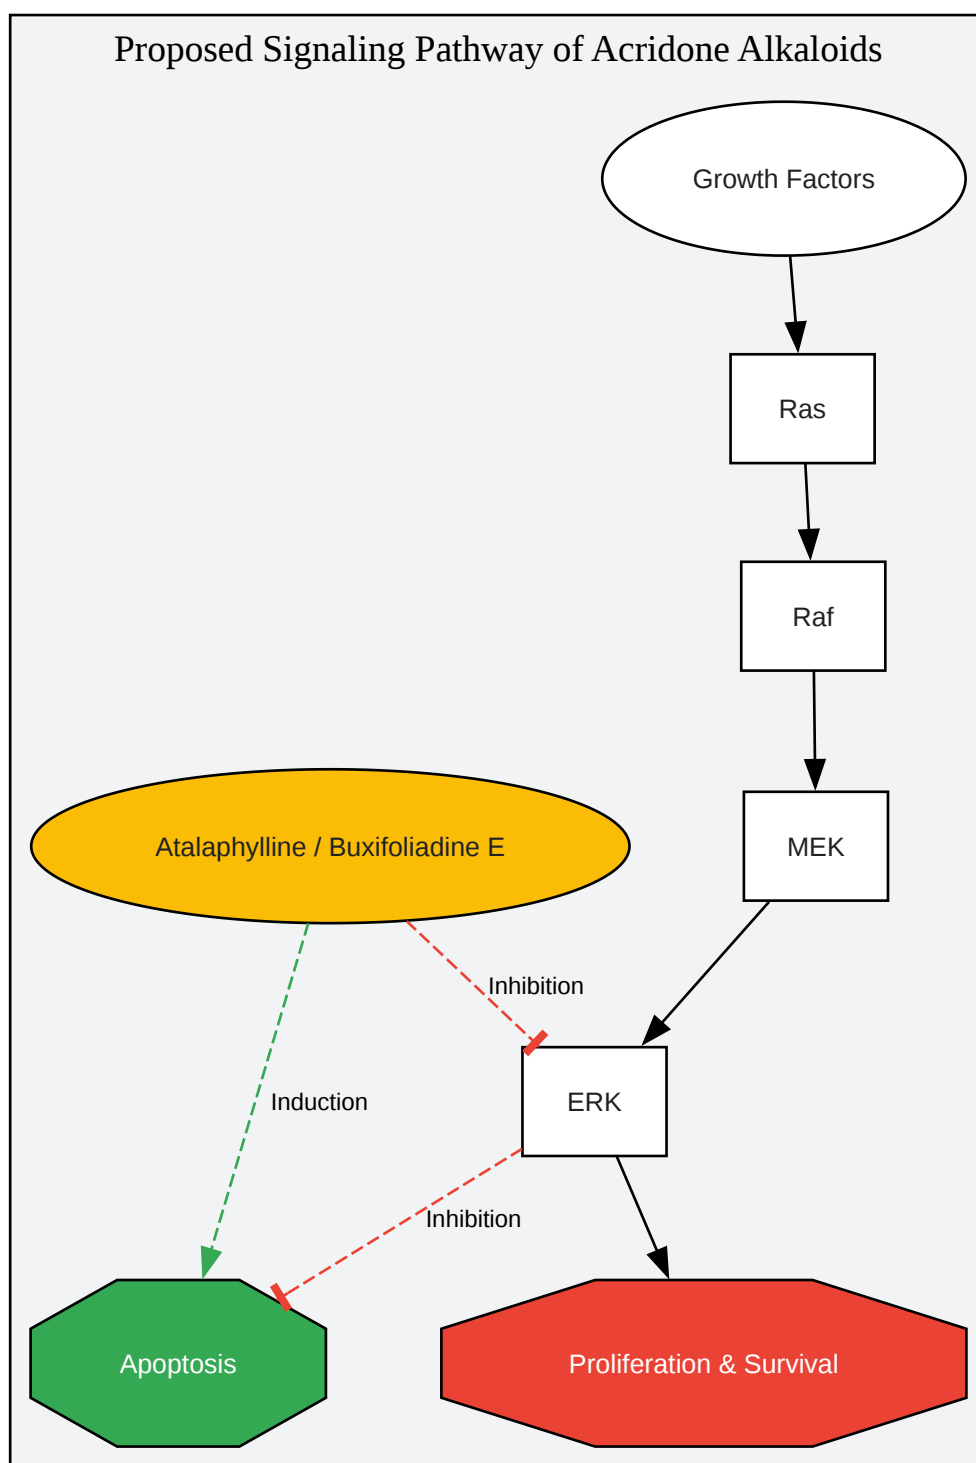 Proposed Signaling Pathway of Acridone Alkaloids
Growth Factors
Ras
Raf
MEK
Atalaphylline / Buxifoliadine E
Inhibition
Induction
ERK
Inhibition
Apoptosis
Proliferation & Survival